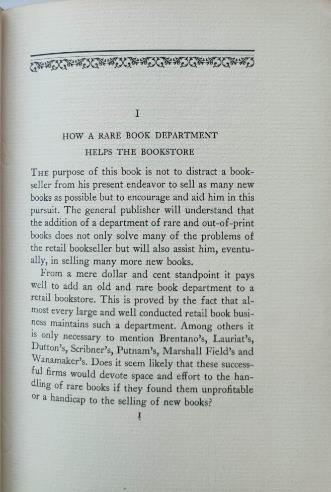 I
HOW A RARE BOOK DEPARTMENT
HELPS THE BOOKSTORE
THE purpose of this book is not to distract a book-
seller from his present endeavor to sell as many new
books as possible but to encourage and aid him in this
pursuit. The general publisher will understand that
the addition of a department of rare and out-of-print
books does not only solve many of the problems of
the retail bookseller but will also assist him, eventu-
ally, in selling many more new books.
From a mere dollar and cent standpoint it pays
well to add an old and rare book department to a
retail bookstore. This is proved by the fact that al-
most every large and well conducted retail book busi-
ness maintains such a department. Among others it
is only necessary to mention Brentano's, Lauriat's,
Dutton's, Scribner's, Putnam's, Marshall Field's and
Wanamaker's. Does it seem likely that these success-
ful firms would devote space and effort to the han-
dling of rare books if they found them unprofitable
or a handicap to the selling of new books?
1